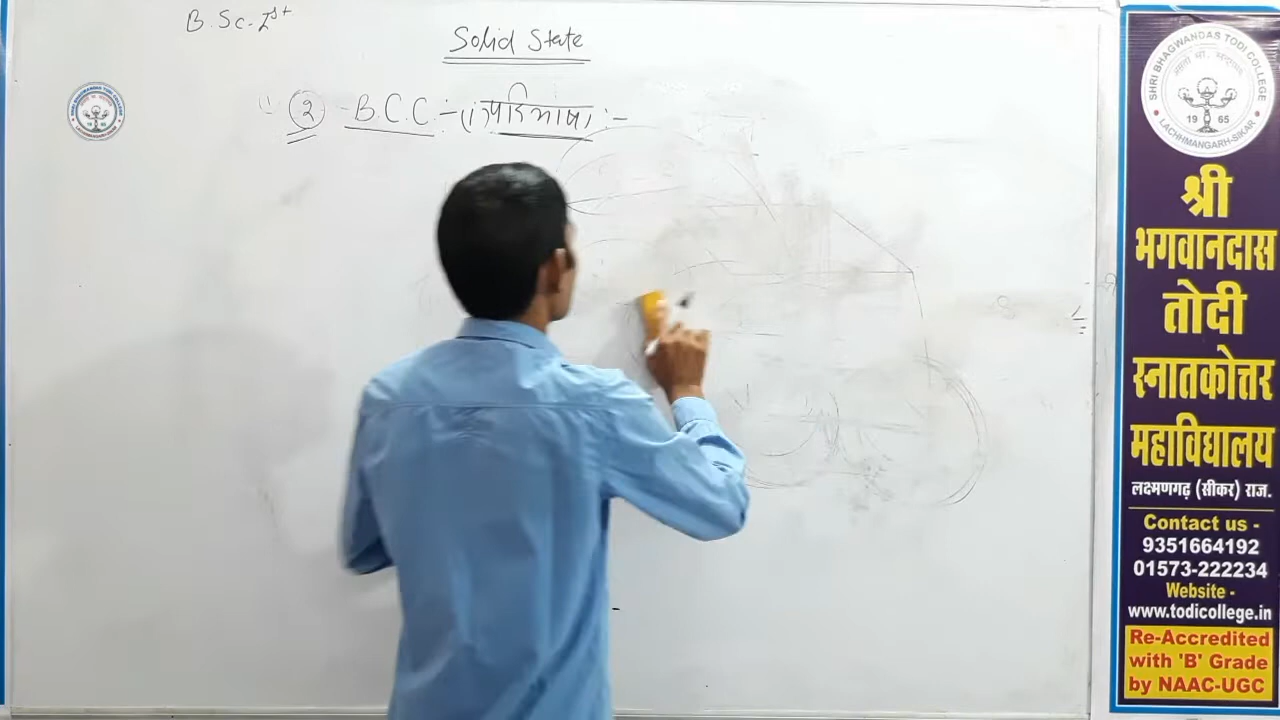 B.Sc. Ist
Solid State
② B.C.C :- (परिभाषा) :-
SHRI BHAGWANDAS TODI COLLEGE
1965
LACHHMANGARH-SIKAR
श्री
भगवानदास
तोदी
स्नातकोत्तर
महाविद्यालय
लक्ष्मणगढ़ (सीकर) राज.
Contact us -
9351664192
01573-222234
Website -
www.todicollege.in
Re-Accredited
with 'B' Grade
by NAAC-UGC